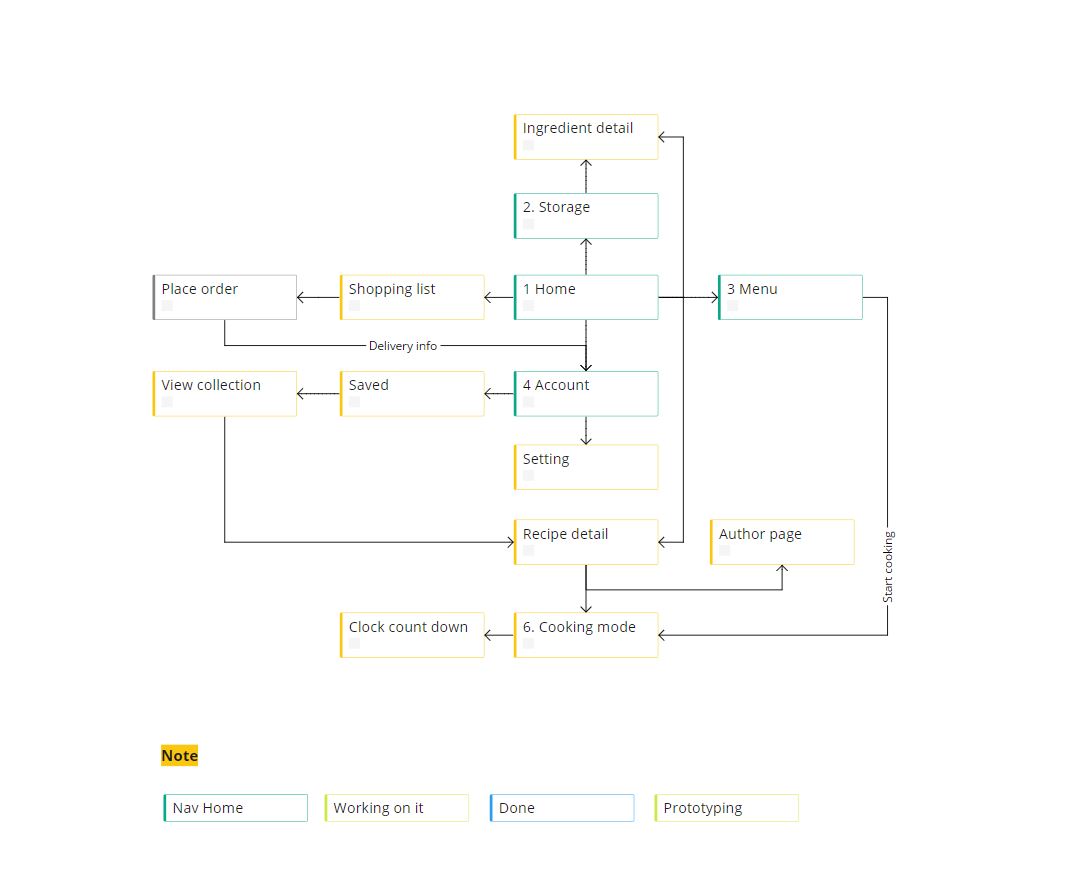 Ingredient detail
2. Storage
Place order
Shopping list
1 Home
3 Menu
Delivery info
View collection
Saved
4 Account
Setting
Recipe detail
Author page
Start cooking
Clock count down
6. Cooking mode
Note
Nav Home
Working on it
Done
Prototyping